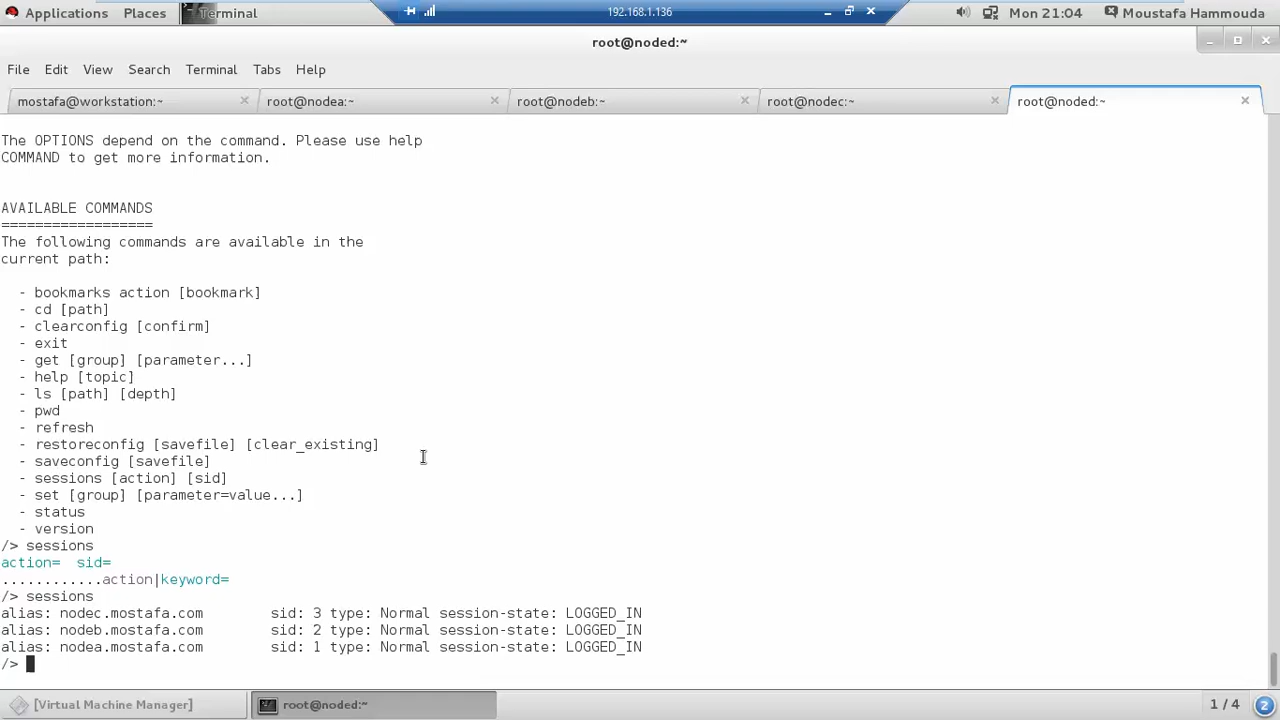 Applications Places Terminal 192.168.1.136 Mon 21:04 Moustafa Hammouda
root@noded:~
File Edit View Search Terminal Tabs Help
mostafa@workstation:~ root@nodea:~ root@nodeb:~ root@nodec:~ root@noded:~
The OPTIONS depend on the command. Please use help
COMMAND to get more information.
AVAILABLE COMMANDS
==================
The following commands are available in the
current path:
- bookmarks action [bookmark]
- cd [path]
- clearconfig [confirm]
- exit
- get [group] [parameter...]
- help [topic]
- ls [path] [depth]
- pwd
- refresh
- restoreconfig [savefile] [clear_existing]
- saveconfig [savefile]
- sessions [action] [sid]
- set [group] [parameter=value...]
- status
- version
/> sessions
action= sid=
............action|keyword=
/> sessions
alias: nodec.mostafa.com sid: 3 type: Normal session-state: LOGGED_IN
alias: nodeb.mostafa.com sid: 2 type: Normal session-state: LOGGED_IN
alias: nodea.mostafa.com sid: 1 type: Normal session-state: LOGGED_IN
/>
[Virtual Machine Manager] root@noded:~ 1 / 4 2